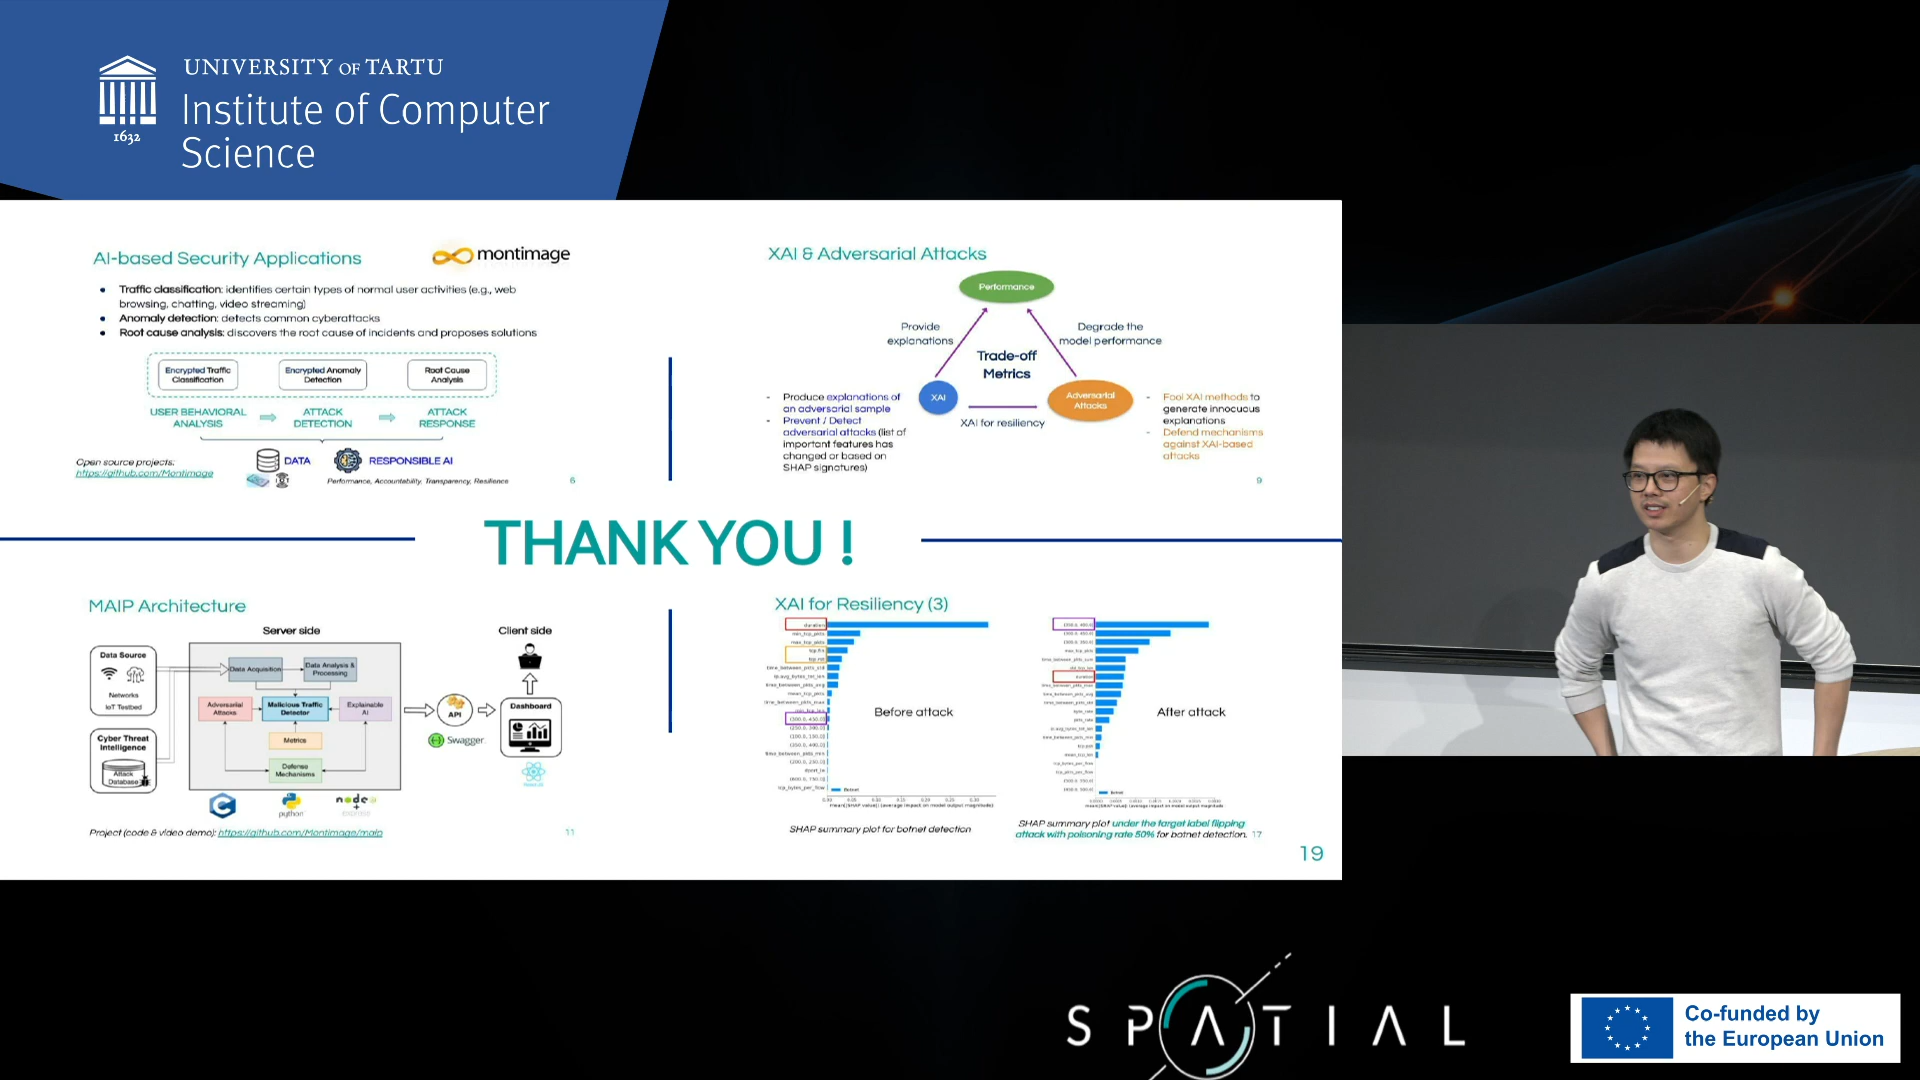 UNIVERSITY OF TARTU
Institute of Computer
Science
1632
AI-based Security Applications
montimage
Traffic classification: identifies certain types of normal user activities (e.g., web
browsing, chatting, video streaming)
Anomaly detection: detects common cyberattacks
Root cause analysis: discovers the root cause of incidents and proposes solutions
Encrypted Traffic
Classification
Encrypted Anomaly
Detection
Root Cause
Analysis
USER BEHAVIORAL
ANALYSIS
ATTACK
DETECTION
ATTACK
RESPONSE
Open source projects:
https://github.com/Montimage
DATA
RESPONSIBLE AI
Performance, Accountability, Transparency, Resilience
6
XAI & Adversarial Attacks
Performance
Provide
explanations
Degrade the
model performance
Trade-off
Metrics
XAI
Adversarial
Attacks
XAI for resiliency
- Produce explanations of
an adversarial sample
- Prevent / Detect
adversarial attacks (list of
important features has
changed or based on
SHAP signatures)
- Fool XAI methods to
generate innocuous
explanations
- Defend mechanisms
against XAI-based
attacks
9
THANK YOU !
MAIP Architecture
Server side
Client side
Data Source
Networks
IoT Testbed
Cyber Threat
Intelligence
Attack
Database
Data Acquisition
Data Analysis &
Processing
Adversarial
Attacks
Malicious Traffic
Detector
Explainable
AI
Metrics
Defense
Mechanisms
API
Swagger
Dashboard
C
python
node
express
Project (code & video demo): https://github.com/Montimage/maip
11
XAI for Resiliency (3)
duration
min_tcp_pkts
max_tcp_pkts
Before attack
After attack
SHAP summary plot for botnet detection
SHAP summary plot under the target label flipping
attack with poisoning rate 50% for botnet detection.
17
19
SPATIAL
Co-funded by
the European Union